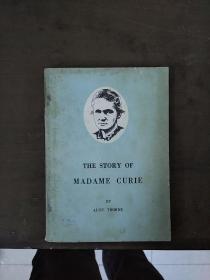 THE STORY OF
MADAME CURIE
BY
ALICE THORNE